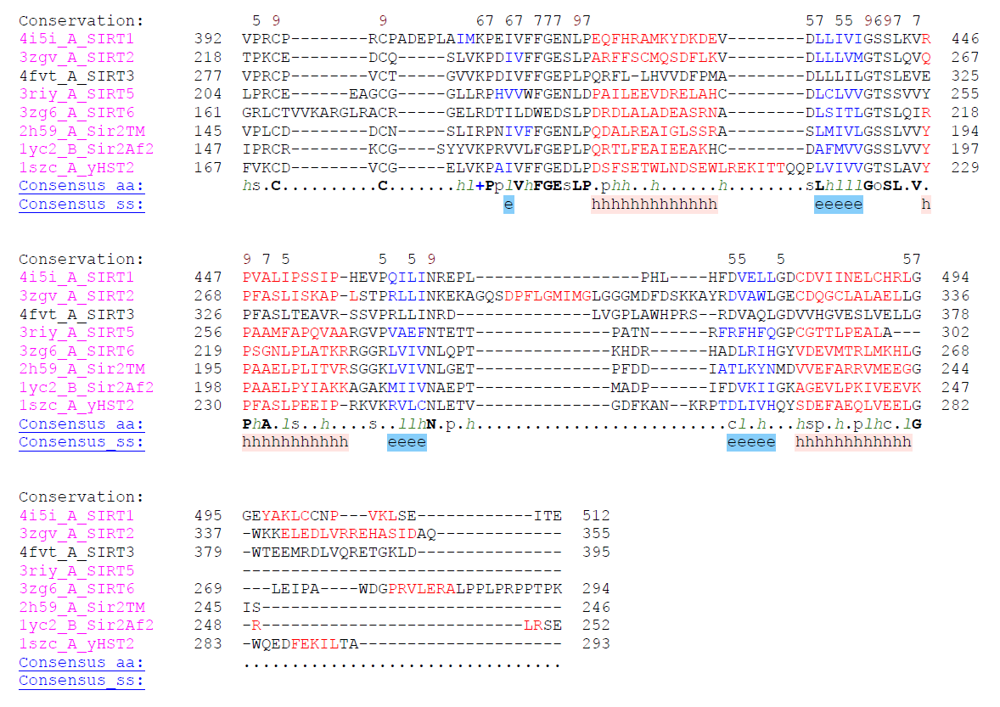 Conservation: 5 9 9 67 67 777 97 57 55 9697 7
4i5i_A_SIRT1 392 VPRCP--------RCPADEPLAIMKPEIVFFGENLPEQFHRAMKYDKDEV--------DLLIVIGSSLKVR 446
3zgv_A_SIRT2 218 TPKCE--------DCQ-----SLVKPDIVFFGESLPARFFSCMQSDFLKV--------DLLLVMGTSLQVQ 267
4fvt_A_SIRT3 277 VPRCP--------VCT-----GVVKPDIVFFGEPLPQRFL-LHVVDFPMA--------DLLLILGTSLEVE 325
3riy_A_SIRT5 204 LPRCE------EAGCG-----GLLRPHVVWFGENLDPAILEEVDRELAHC--------DLCLVVGTSSVVY 255
3zg6_A_SIRT6 161 GRLCTVVKARGLRACR-----GELRDTILDWEDSLPDRDLALADEASRNA--------DLSITLGTSLQIR 218
2h59_A_Sir2TM 145 VPLCD--------DCN-----SLIRPNIVFFGENLPQDALREAIGLSSRA--------SLMIVLGSSLVVY 194
1yc2_B_Sir2Af2 147 IPRCR--------KCG----SYYVKPRVVLFGEPLPQRTLFEAIEEAKHC--------DAFMVVGSSLVVY 197
1szc_A_yHST2 167 FVKCD--------VCG-----ELVKPAIVFFGEDLPDSFSETWLNDSEWLREKITTQQPLVIVVGTSLAVY 229
Consensus aa: hs.C..........C.......hl+PplVhFGEsLP.phh..h......h........sLhlllGoSL.V.
Consensus ss: e hhhhhhhhhhhhh eeeee h
Conservation: 9 7 5 5 5 9 55 5 57
4i5i_A_SIRT1 447 PVALIPSSIP-HEVPQILINREPL-----------------PHL----HFDVELLGDCDVIINELCHRLG 494
3zgv_A_SIRT2 268 PFASLISKAP-LSTPRLLINKEKAGQSDPFLGMIMGLGGGMDFDSKKAYRDVAWLGECDQGCLALAELLG 336
4fvt_A_SIRT3 326 PFASLTEAVR-SSVPRLLINRD--------------LVGPLAWHPRS--RDVAQLGDVVHGVESLVELLG 378
3riy_A_SIRT5 256 PAAMFAPQVAARGVPVAEFNTETT--------------PATN------RFRFHFQGPCGTTLPEALA--- 302
3zg6_A_SIRT6 219 PSGNLPLATKRRGGRLVIVNLQPT--------------KHDR------HADLRIHGYVDEVMTRLMKHLG 268
2h59_A_Sir2TM 195 PAAELPLITVRSGGKLVIVNLGET--------------PFDD------IATLKYNMDVVEFARRVMEEGG 244
1yc2_B_Sir2Af2 198 PAAELPYIAKKAGAKMIIVNAEPT--------------MADP------IFDVKIIGKAGEVLPKIVEEVK 247
1szc_A_yHST2 230 PFASLPEEIP-RKVKRVLCNLETV--------------GDFKAN--KRPTDLIVHQYSDEFAEQLVEELG 282
Consensus aa: PhA.ls..h....s..llhN.p.h..........................cl.h...hsp.h.plhc.lG
Consensus_ss: hhhhhhhhhhh eeee eeeee hhhhhhhhhhhh
Conservation:
4i5i_A_SIRT1 495 GEYAKLCCNP---VKLSE------------ITE 512
3zgv_A_SIRT2 337 -WKKELEDLVRREHASIDAQ------------- 355
4fvt_A_SIRT3 379 -WTEEMRDLVQRETGKLD--------------- 395
3riy_A_SIRT5 ---------------------------------
3zg6_A_SIRT6 269 ---LEIPA----WDGPRVLERALPPLPRPPTPK 294
2h59_A_Sir2TM 245 IS------------------------------- 246
1yc2_B_Sir2Af2 248 -R---------------------------LRSE 252
1szc_A_yHST2 283 -WQEDFEKILTA--------------------- 293
Consensus aa: .................................
Consensus_ss: